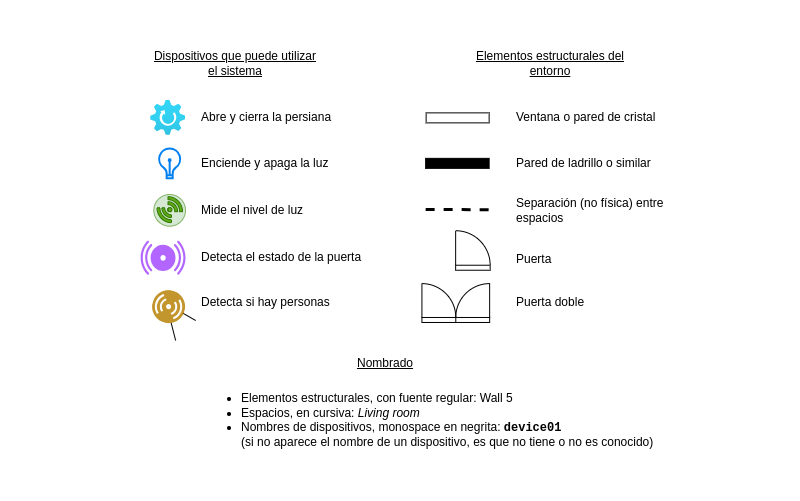 Dispositivos que puede utilizar
el sistema
Abre y cierra la persiana
Enciende y apaga la luz
Mide el nivel de luz
Detecta el estado de la puerta
Detecta si hay personas
Elementos estructurales del
entorno
Ventana o pared de cristal
Pared de ladrillo o similar
Separación (no física) entre
espacios
Puerta
Puerta doble
Nombrado
• Elementos estructurales, con fuente regular: Wall 5
• Espacios, en cursiva: Living room
• Nombres de dispositivos, monospace en negrita: device01
(si no aparece el nombre de un dispositivo, es que no tiene o no es conocido)